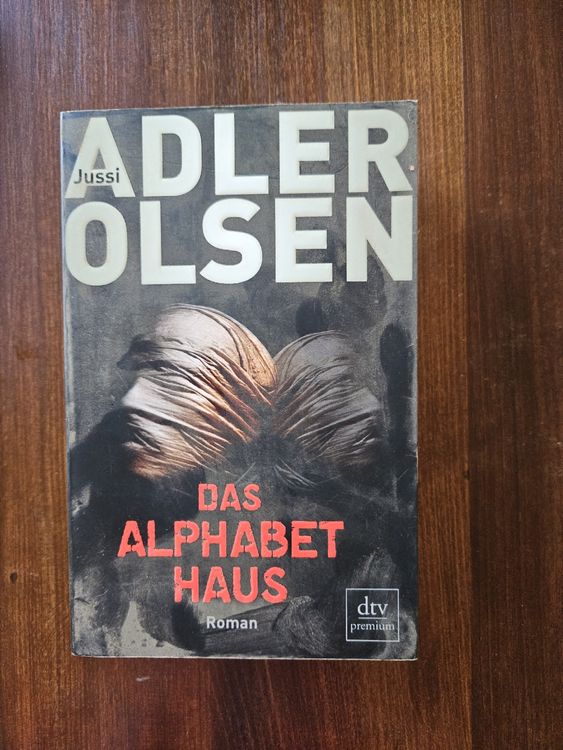 Jussi
ADLER
OLSEN
DAS
ALPHABET
HAUS
Roman
dtv
premium